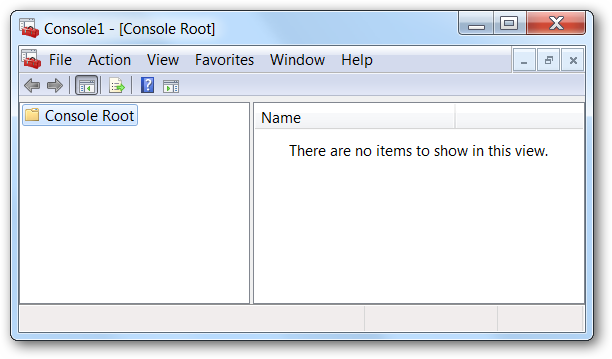 Console1 - [Console Root]
File Action View Favorites Window Help
Console Root
Name
There are no items to show in this view.